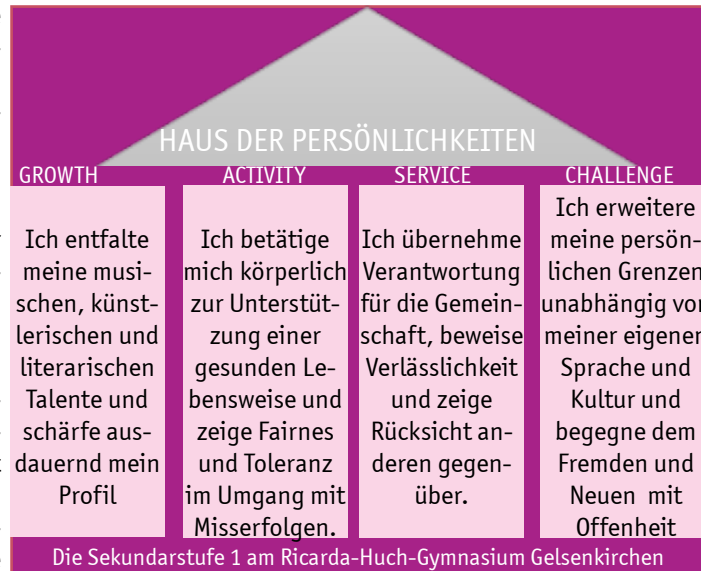 HAUS DER PERSÖNLICHKEITEN
GROWTH
Ich entfalte
meine musi-
schen, künst-
lerischen und
literarischen
Talente und
schärfe aus-
dauernd mein
Profil
ACTIVITY
Ich betätige
mich körperlich
zur Unterstüt-
zung einer
gesunden Le-
bensweise und
zeige Fairnes
und Toleranz
im Umgang mit
Misserfolgen.
SERVICE
Ich übernehme
Verantwortung
für die Gemein-
schaft, beweise
Verlässlichkeit
und zeige
Rücksicht an-
deren gegen-
über.
CHALLENGE
Ich erweitere
meine persön-
lichen Grenzen
unabhängig von
meiner eigenen
Sprache und
Kultur und
begegne dem
Fremden und
Neuen mit
Offenheit
Die Sekundarstufe 1 am Ricarda-Huch-Gymnasium Gelsenkirchen